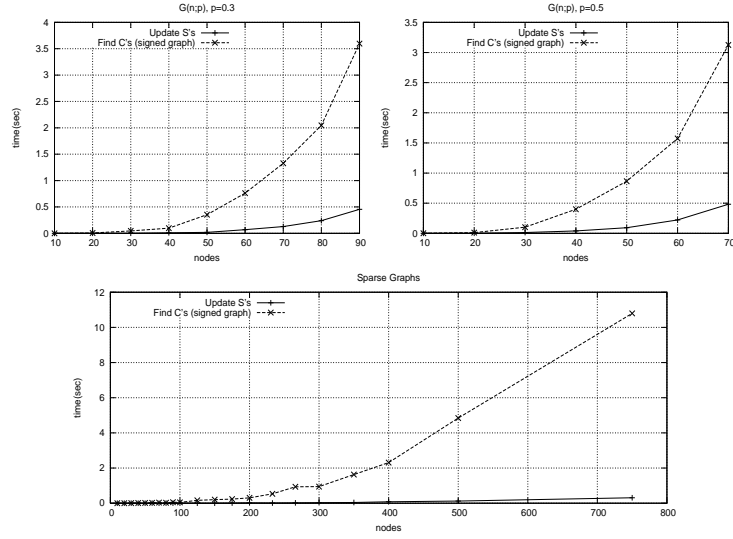 G(n;p), p=0.3
4
3.5
3
2.5
2
1.5
1
0.5
0
time(sec)
Update S's
Find C's (signed graph)
10 20 30 40 50 60 70 80 90
nodes
G(n;p), p=0.5
3.5
3
2.5
2
1.5
1
0.5
0
time(sec)
Update S's
Find C's (signed graph)
10 20 30 40 50 60 70
nodes
Sparse Graphs
12
10
8
6
4
2
0
time(sec)
Update S's
Find C's (signed graph)
0 100 200 300 400 500 600 700 800
nodes